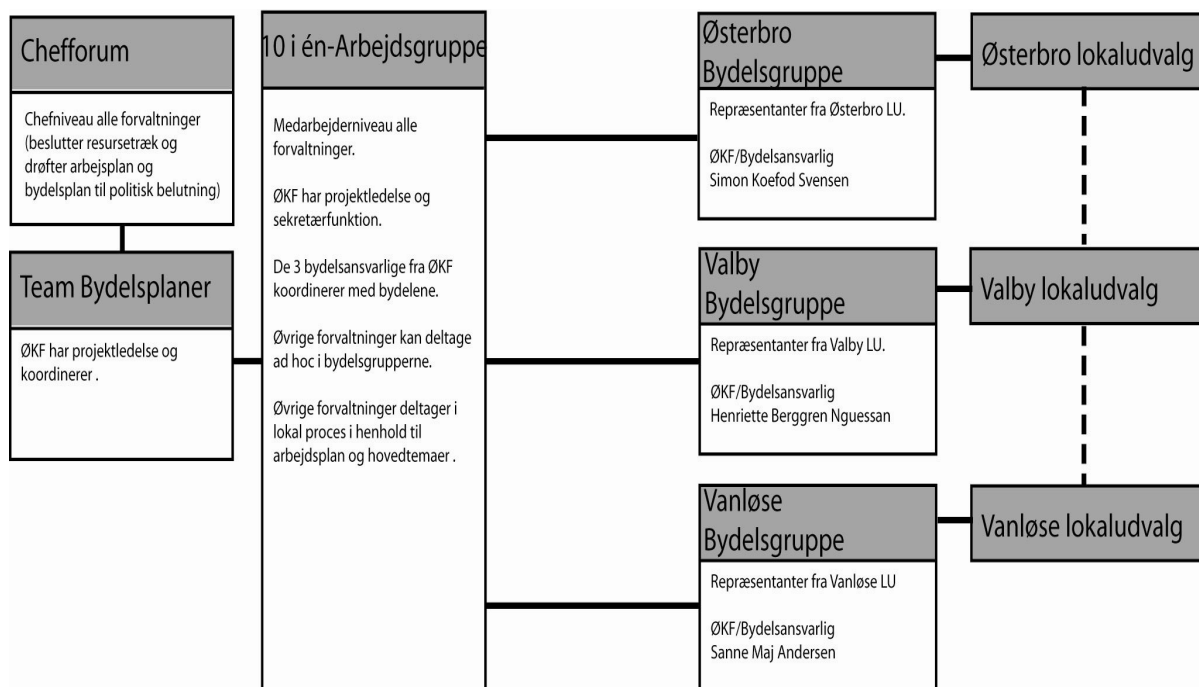 Chefforum
Chefniveau alle forvaltninger
(beslutter resursetræk og
drøfter arbejsplan og
bydelsplan til politisk belutning)
Team Bydelsplaner
ØKF har projektledelse og
koordinerer .
10 i én-Arbejdsgruppe
Medarbejderniveau alle
forvaltninger.
ØKF har projektledelse og
sekretærfunktion.
De 3 bydelsansvarlige fra ØKF
koordinerer med bydelene.
Øvrige forvaltninger kan deltage
ad hoc i bydelsgrupperne.
Øvrige forvaltninger deltager i
lokal proces i henhold til
arbejdsplan og hovedtemaer .
Østerbro
Bydelsgruppe
Repræsentanter fra Østerbro LU.
ØKF/Bydelsansvarlig
Simon Koefod Svensen
Østerbro lokaludvalg
Valby
Bydelsgruppe
Repræsentanter fra Valby LU.
ØKF/Bydelsansvarlig
Henriette Berggren Nguessan
Valby lokaludvalg
Vanløse
Bydelsgruppe
Repræsentanter fra Vanløse LU
ØKF/Bydelsansvarlig
Sanne Maj Andersen
Vanløse lokaludvalg